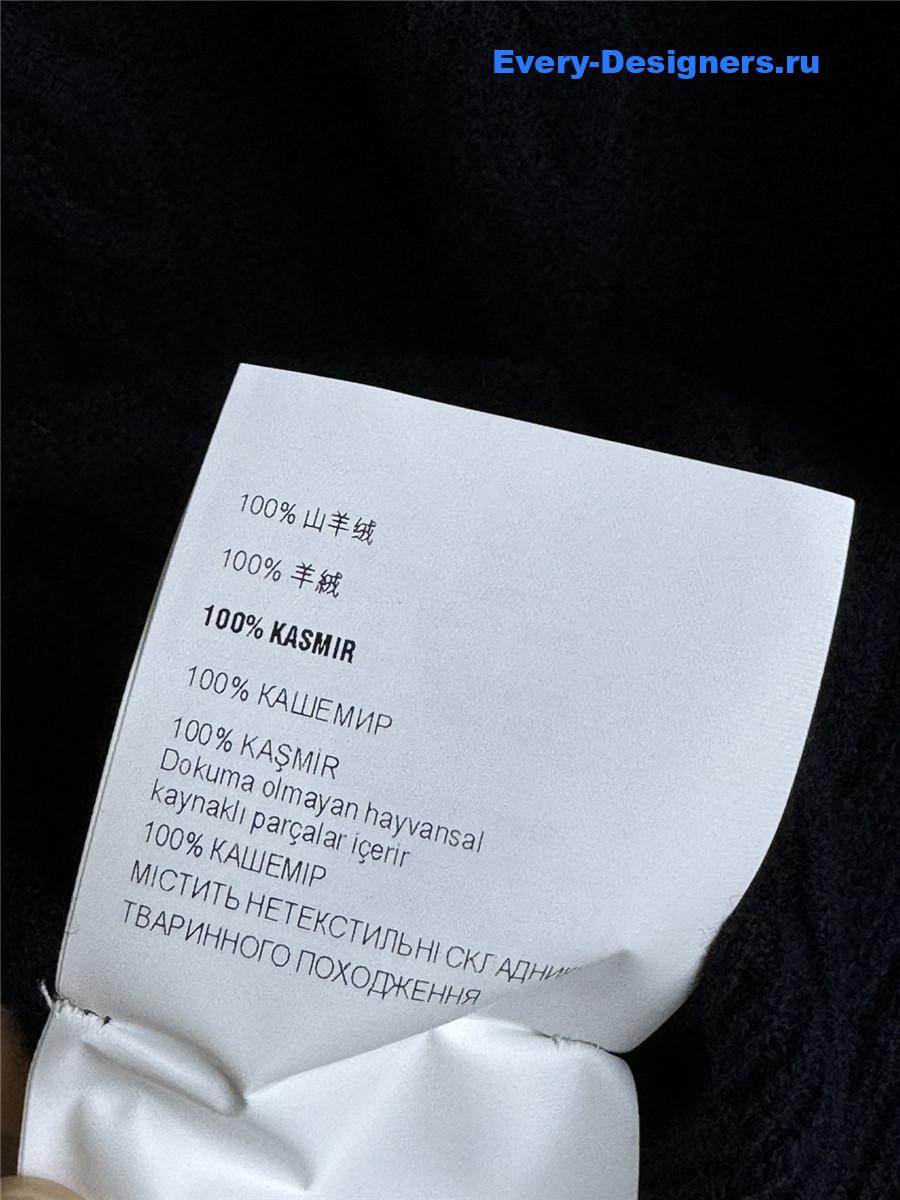 Every-Designers.ru
100% 山羊绒
100% 羊絨
100% KASMIR
100% КАШЕМИР
100% KAŞMİR
Dokuma olmayan hayvansal
kaynaklı parçalar içerir
100% КАШЕМІР
МІСТИТЬ НЕТЕКСТИЛЬНІ
ТВАРИННОГО ПОХОДЖЕННЯ